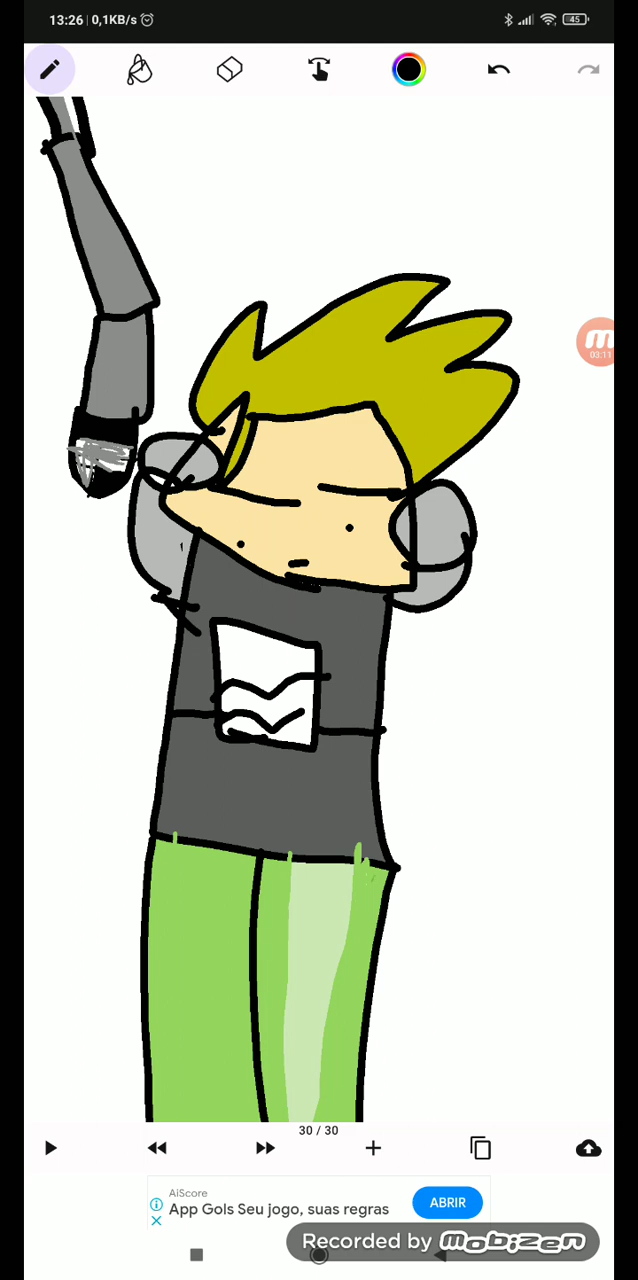 13:26 0,1KB/s
45
03:11
30 / 30
AiScore
App Gols Seu jogo, suas regras
ABRIR
Recorded by mobizen